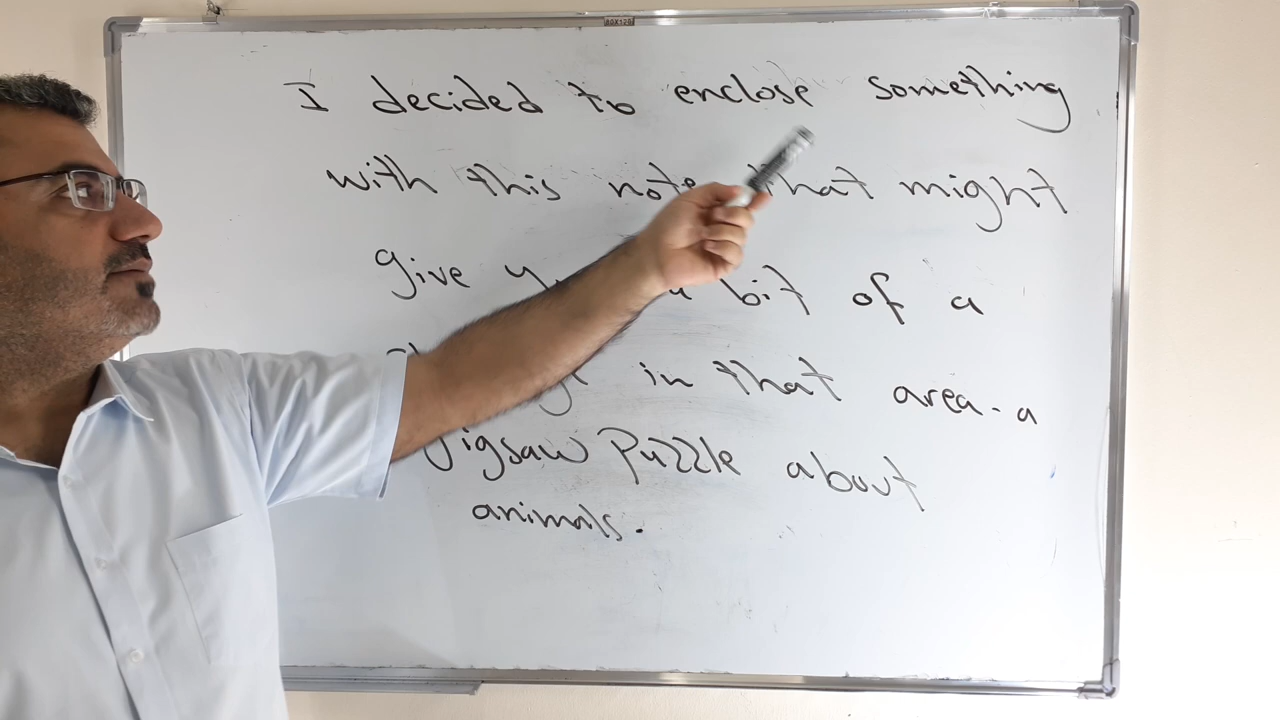 80X120
I decided to enclose something
with this note that might
give a bit of a
in that area - a
Jigsaw Puzzle about
animals.